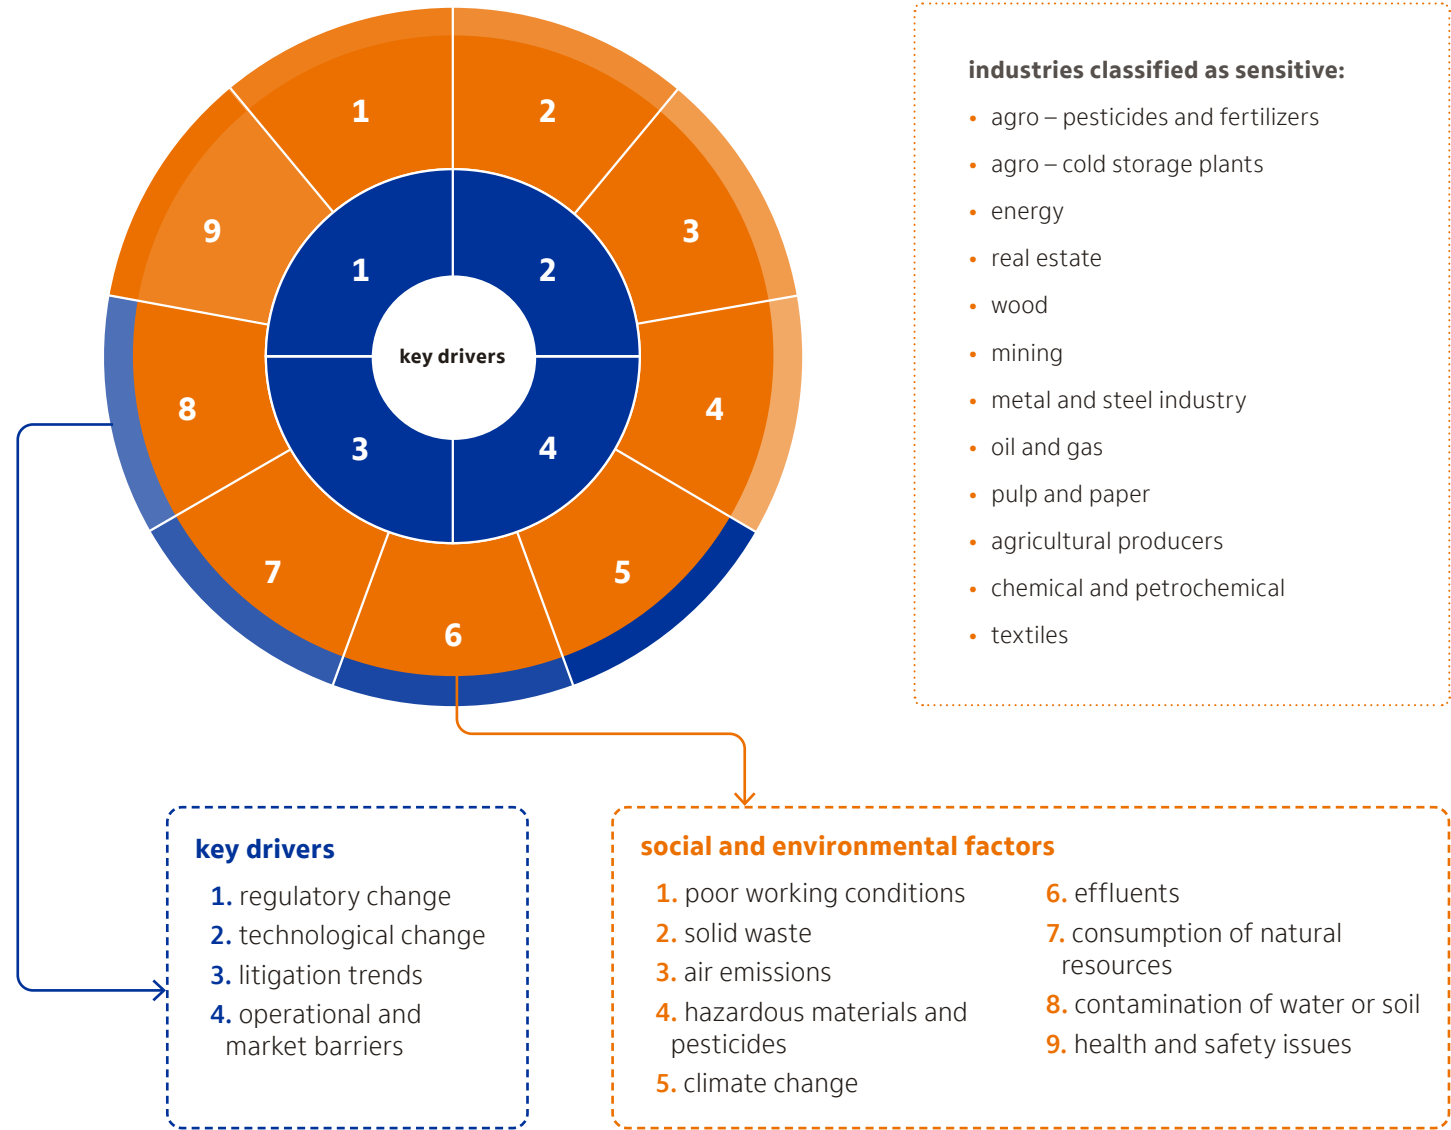 1
2
3
4
5
6
7
8
9
1
2
3
4
key drivers
industries classified as sensitive:
• agro – pesticides and fertilizers
• agro – cold storage plants
• energy
• real estate
• wood
• mining
• metal and steel industry
• oil and gas
• pulp and paper
• agricultural producers
• chemical and petrochemical
• textiles
key drivers
1. regulatory change
2. technological change
3. litigation trends
4. operational and
market barriers
social and environmental factors
1. poor working conditions
2. solid waste
3. air emissions
4. hazardous materials and
pesticides
5. climate change
6. effluents
7. consumption of natural
resources
8. contamination of water or soil
9. health and safety issues